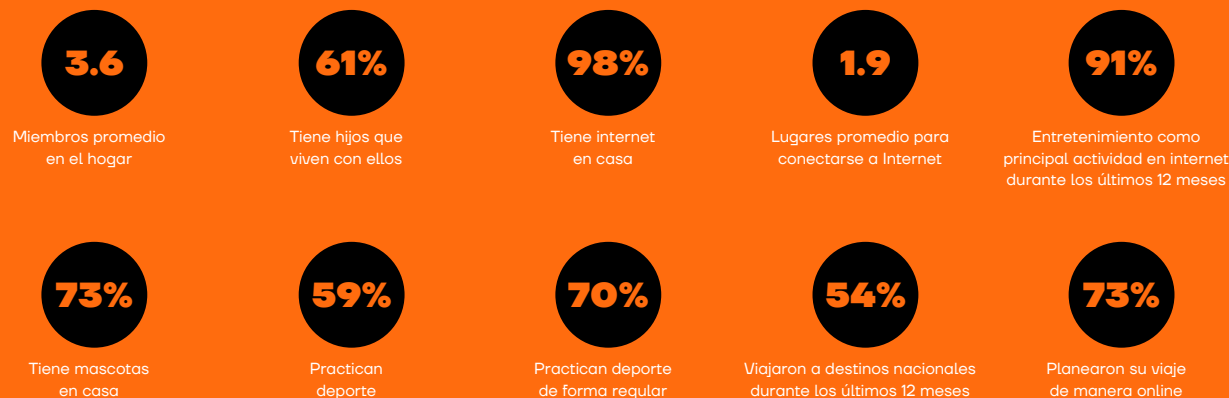 3.6
Miembros promedio
en el hogar
61%
Tiene hijos que
viven con ellos
98%
Tiene internet
en casa
1.9
Lugares promedio para
conectarse a Internet
91%
Entretenimiento como
principal actividad en internet
durante los últimos 12 meses
73%
Tiene mascotas
en casa
59%
Practican
deporte
70%
Practican deporte
de forma regular
54%
Viajaron a destinos nacionales
durante los últimos 12 meses
73%
Planearon su viaje
de manera online